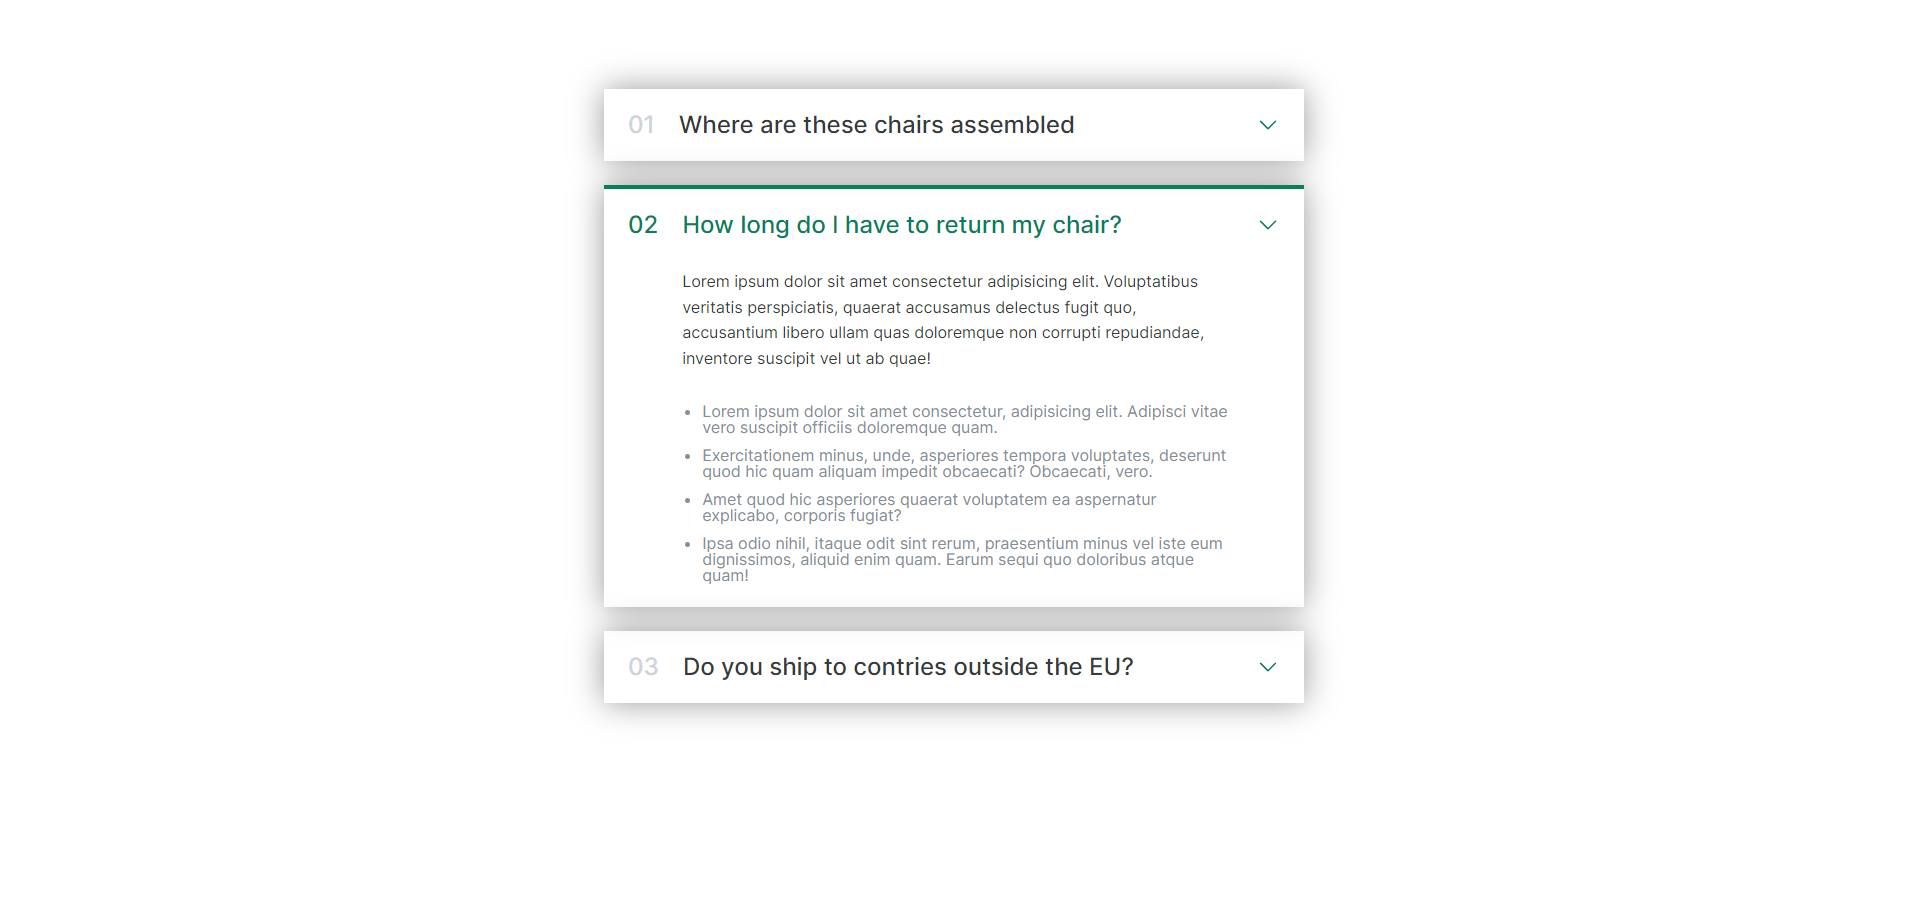 01 Where are these chairs assembled
02 How long do I have to return my chair?
Lorem ipsum dolor sit amet consectetur adipisicing elit. Voluptatibus
veritatis perspiciatis, quaerat accusamus delectus fugit quo,
accusantium libero ullam quas doloremque non corrupti repudiandae,
inventore suscipit vel ut ab quae!
• Lorem ipsum dolor sit amet consectetur, adipisicing elit. Adipisci vitae
vero suscipit officiis doloremque quam.
• Exercitationem minus, unde, asperiores tempora voluptates, deserunt
quod hic quam aliquam impedit obcaecati? Obcaecati, vero.
• Amet quod hic asperiores quaerat voluptatem ea aspernatur
explicabo, corporis fugiat?
• Ipsa odio nihil, itaque odit sint rerum, praesentium minus vel iste eum
dignissimos, aliquid enim quam. Earum sequi quo doloribus atque
quam!
03 Do you ship to contries outside the EU?